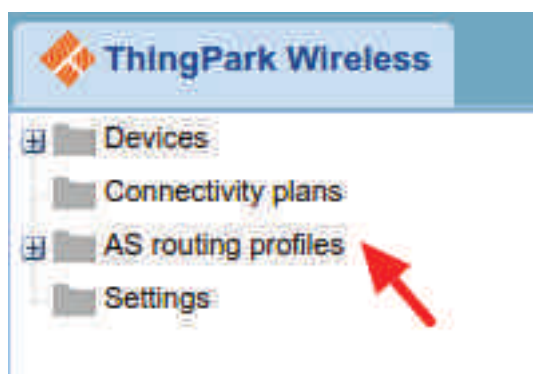 ThingPark Wireless
Devices
Connectivity plans
AS routing profiles
Settings